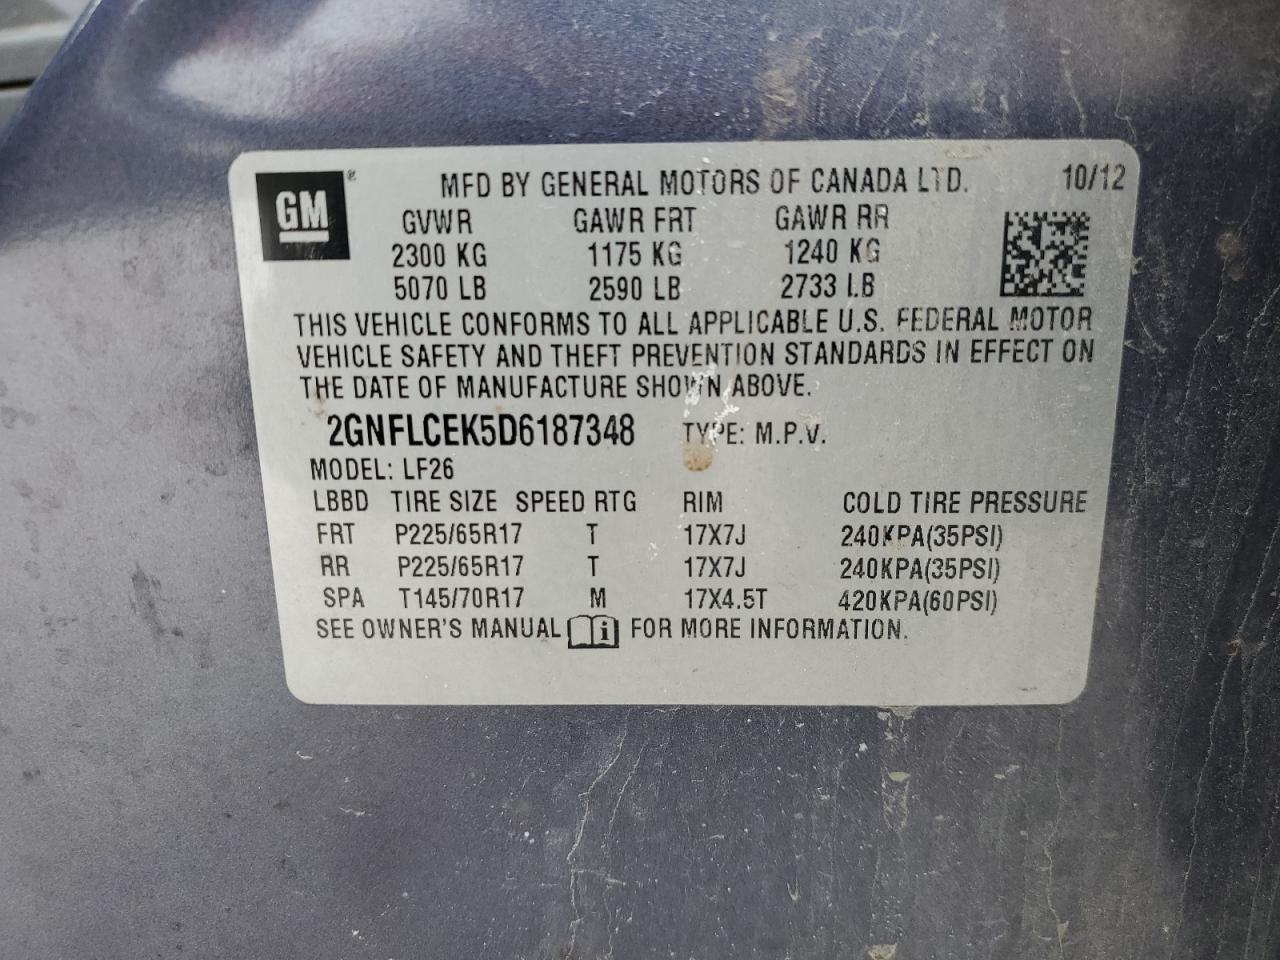 GM® MFD BY GENERAL MOTORS OF CANADA LTD. 10/12
GVWR GAWR FRT GAWR RR
2300 KG 1175 KG 1240 KG
5070 LB 2590 LB 2733 LB
THIS VEHICLE CONFORMS TO ALL APPLICABLE U.S. FEDERAL MOTOR
VEHICLE SAFETY AND THEFT PREVENTION STANDARDS IN EFFECT ON
THE DATE OF MANUFACTURE SHOWN ABOVE.
2GNFLCEK5D6187348 TYPE: M.P.V.
MODEL: LF26
LBBD TIRE SIZE SPEED RTG RIM COLD TIRE PRESSURE
FRT P225/65R17 T 17X7J 240KPA(35PSI)
RR P225/65R17 T 17X7J 240KPA(35PSI)
SPA T145/70R17 M 17X4.5T 420KPA(60PSI)
SEE OWNER'S MANUAL i FOR MORE INFORMATION.